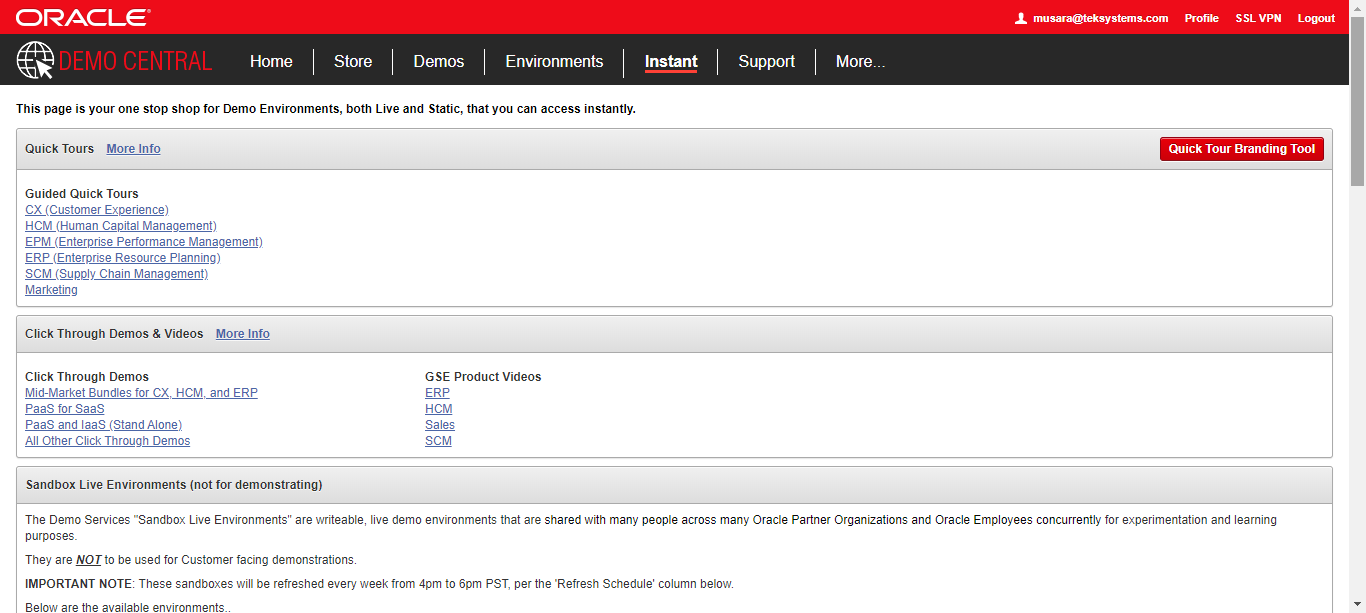 ORACLE®
musara@teksystems.com Profile SSL VPN Logout
DEMO CENTRAL Home Store Demos Environments Instant Support More...
This page is your one stop shop for Demo Environments, both Live and Static, that you can access instantly.
Quick Tours More Info Quick Tour Branding Tool
Guided Quick Tours
CX (Customer Experience)
HCM (Human Capital Management)
EPM (Enterprise Performance Management)
ERP (Enterprise Resource Planning)
SCM (Supply Chain Management)
Marketing
Click Through Demos & Videos More Info
Click Through Demos
Mid-Market Bundles for CX, HCM, and ERP
PaaS for SaaS
PaaS and IaaS (Stand Alone)
All Other Click Through Demos
GSE Product Videos
ERP
HCM
Sales
SCM
Sandbox Live Environments (not for demonstrating)
The Demo Services "Sandbox Live Environments" are writeable, live demo environments that are shared with many people across many Oracle Partner Organizations and Oracle Employees concurrently for experimentation and learning
purposes.
They are NOT to be used for Customer facing demonstrations.
IMPORTANT NOTE: These sandboxes will be refreshed every week from 4pm to 6pm PST, per the 'Refresh Schedule' column below.
Below are the available environments..